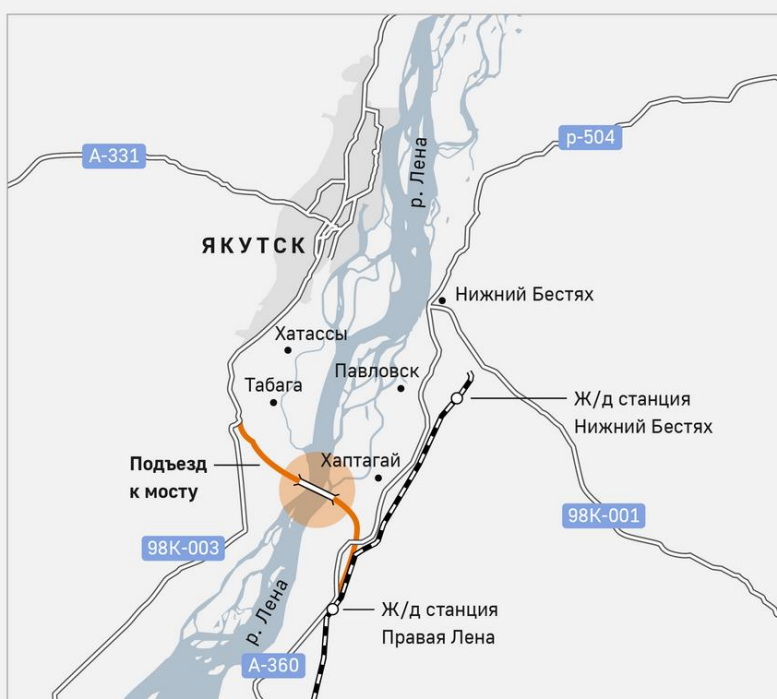 р. Лена
р-504
А-331
ЯКУТСК
Нижний Бестях
Хатассы
Павловск
Табага
Ж/д станция
Нижний Бестях
Хаптагай
Подъезд
к мосту
98К-001
98К-003
р. Лена
Ж/д станция
Правая Лена
А-360